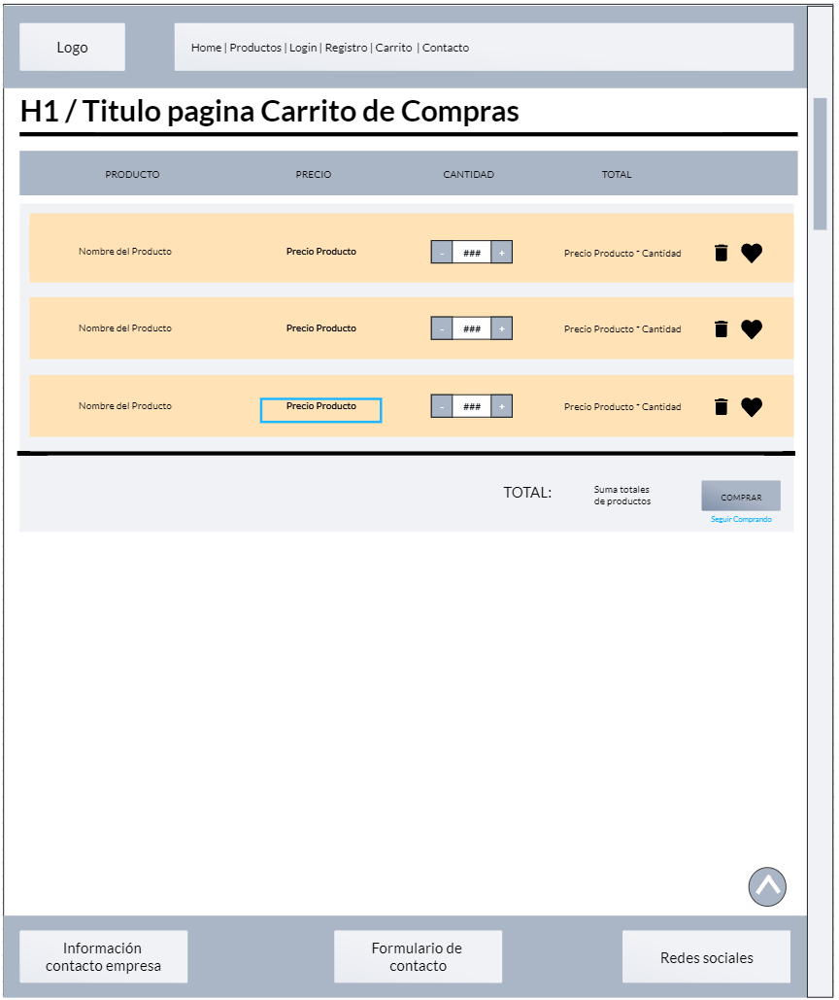 Logo
Home | Productos | Login | Registro | Carrito | Contacto
H1 / Titulo pagina Carrito de Compras
PRODUCTO PRECIO CANTIDAD TOTAL
Nombre del Producto Precio Producto - ### + Precio Producto * Cantidad
Nombre del Producto Precio Producto - ### + Precio Producto * Cantidad
Nombre del Producto Precio Producto - ### + Precio Producto * Cantidad
TOTAL:
Suma totales
de productos
COMPRAR
Seguir Comprando
Información
contacto empresa
Formulario de
contacto
Redes sociales